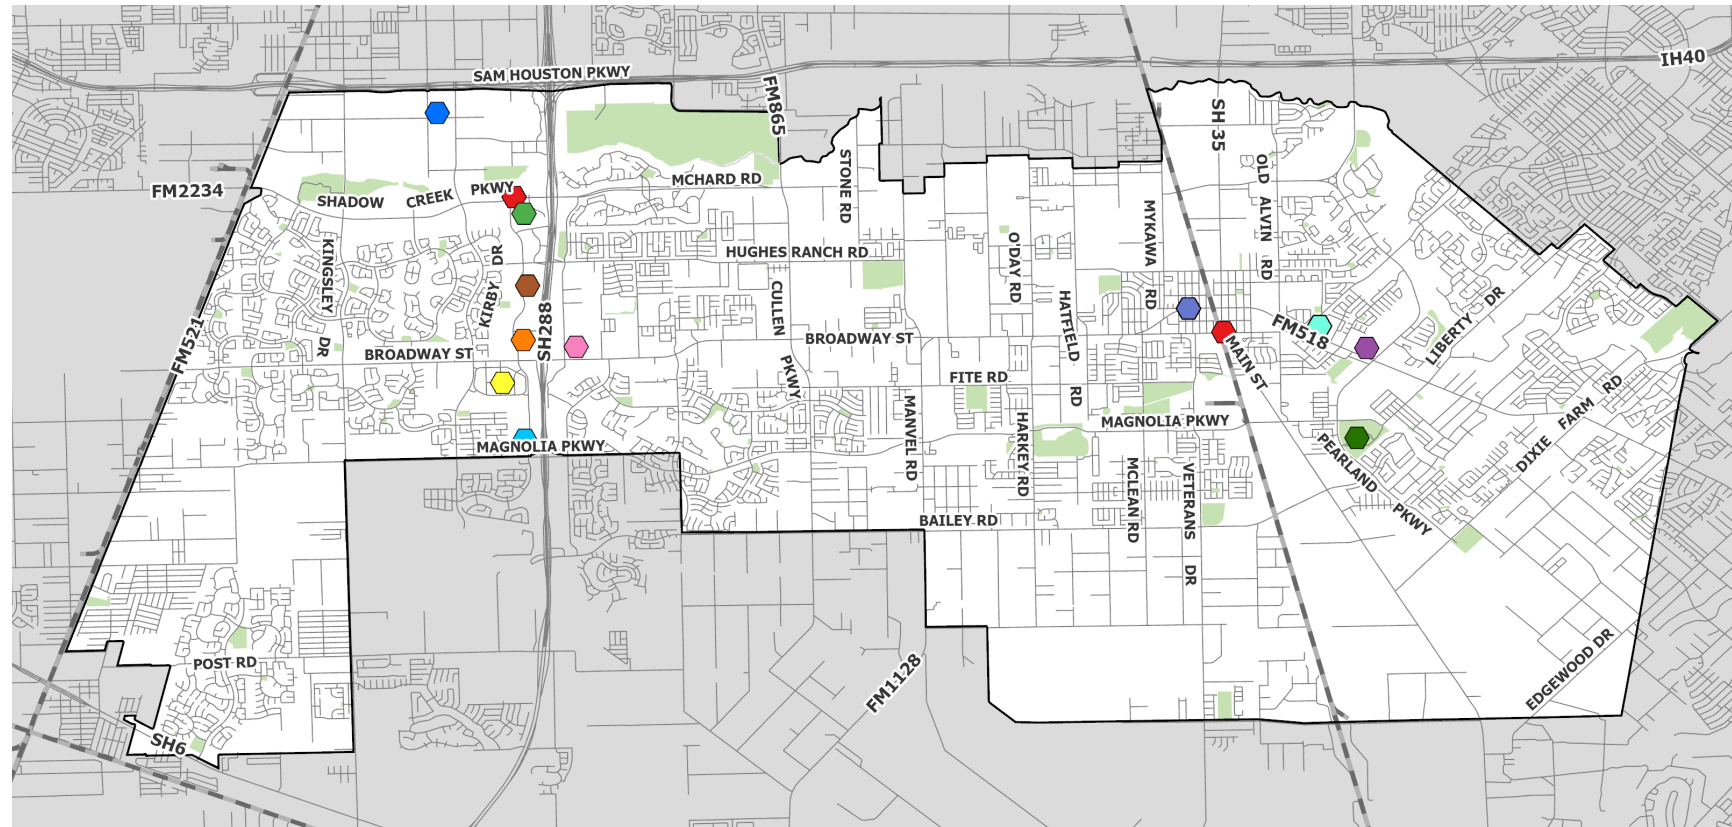 SAM HOUSTON PKWY
IH40
FM865
SH 35
FM2234
SHADOW
CREEK
PKWY
MCHARD RD
STONE RD
OLD
ALVIN
RD
MYKAWA
RD
KINGSLEY
DR
KIRBY
DR
HUGHES RANCH RD
O'DAY RD
CULLEN
PKWY
HATFIELD
RD
FM521
SH288
BROADWAY ST
BROADWAY ST
FM518
MAIN ST
LIBERTY DR
FITE RD
MANVEL RD
HARKEY RD
MAGNOLIA PKWY
MAGNOLIA PKWY
MCLEAN RD
VETERANS
DR
PEARLAND
PKWY
DIXIE
FARM
RD
BAILEY RD
POST RD
FM1128
EDGEWOOD DR
SH6